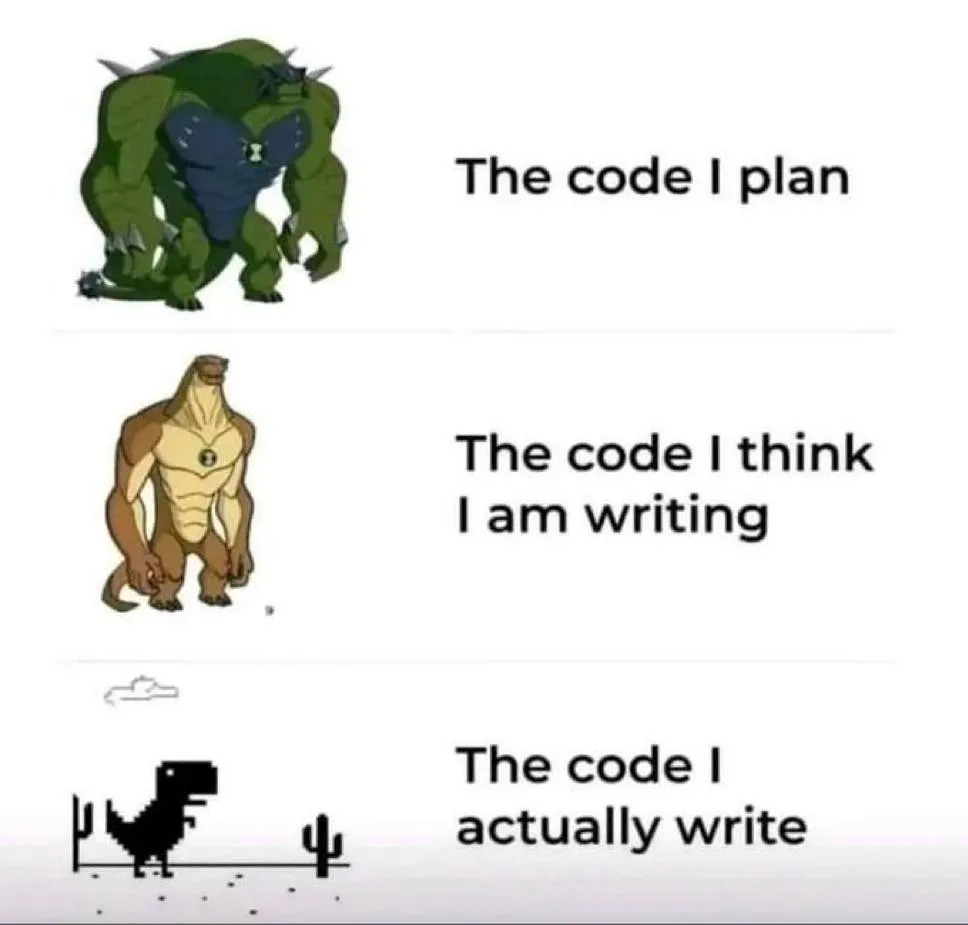 The code I plan
The code I think
I am writing
The code I
actually write